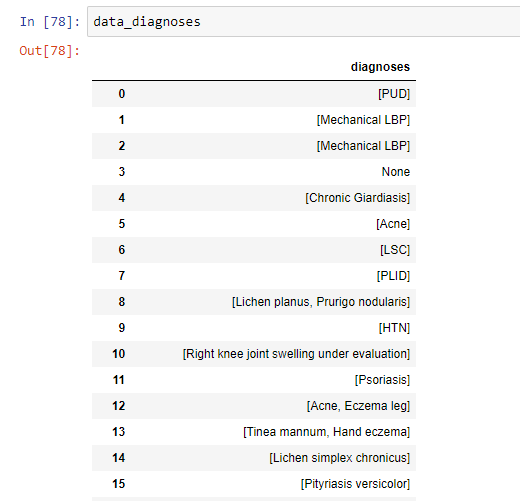 In [78]: data_diagnoses
Out[78]:
diagnoses
0 [PUD]
1 [Mechanical LBP]
2 [Mechanical LBP]
3 None
4 [Chronic Giardiasis]
5 [Acne]
6 [LSC]
7 [PLID]
8 [Lichen planus, Prurigo nodularis]
9 [HTN]
10 [Right knee joint swelling under evaluation]
11 [Psoriasis]
12 [Acne, Eczema leg]
13 [Tinea mannum, Hand eczema]
14 [Lichen simplex chronicus]
15 [Pityriasis versicolor]